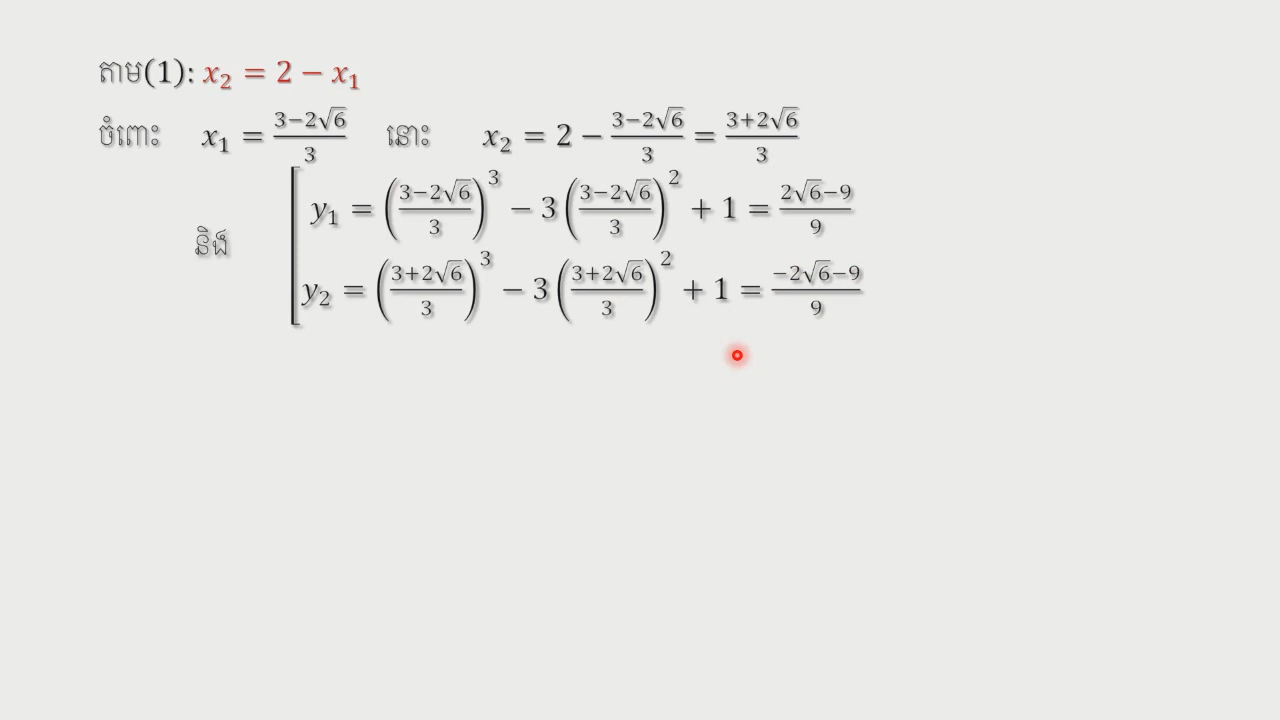 តាម(1): x₂ = 2 − x₁
ចំពោះ x₁ = (3−2√6)/3 នោះ x₂ = 2 − (3−2√6)/3 = (3+2√6)/3
y₁ = ((3−2√6)/3)³ − 3((3−2√6)/3)² + 1 = (2√6−9)/9
និង
y₂ = ((3+2√6)/3)³ − 3((3+2√6)/3)² + 1 = (−2√6−9)/9